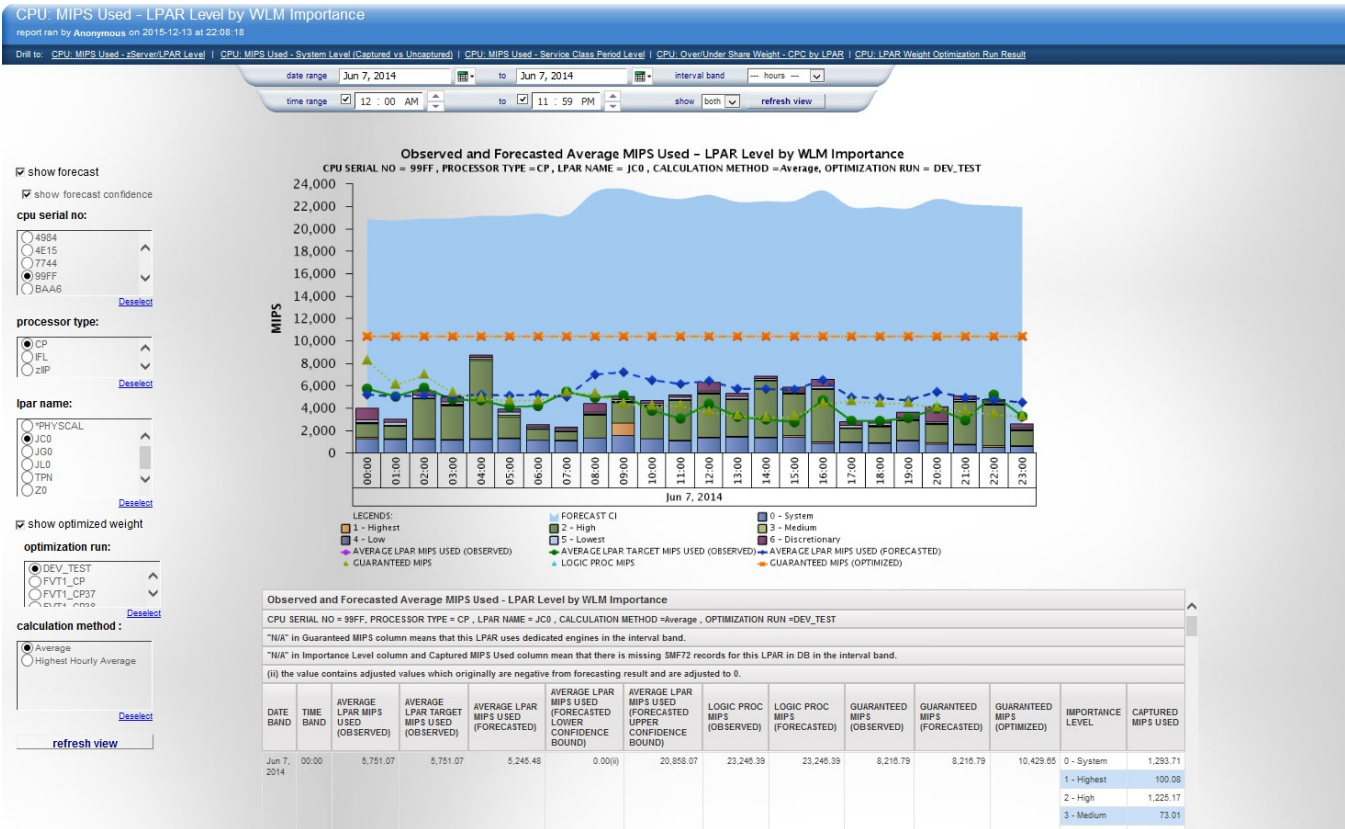 CPU: MIPS Used - LPAR Level by WLM Importance
report ran by Anonymous on 2015-12-13 at 22:08:18
Drill to: CPU: MIPS Used - zServer/LPAR Level | CPU: MIPS Used - System Level (Captured vs Uncaptured) | CPU: MIPS Used - Service Class Period Level | CPU: Over/Under Share Weight - CPC by LPAR | CPU: LPAR Weight Optimization Run Result
date range Jun 7, 2014 to Jun 7, 2014 interval band --- hours ---
time range 12 : 00 AM to 11 : 59 PM show both refresh view
show forecast
show forecast confidence
cpu serial no:
4984
4E15
7744
99FF
BAA6
Deselect
processor type:
CP
IFL
zIIP
Deselect
lpar name:
*PHYSCAL
JC0
JG0
JL0
TPN
Z0
Deselect
show optimized weight
optimization run:
DEV_TEST
FVT1_CP
FVT1_CP37
FVT1_CP38
Deselect
calculation method :
Average
Highest Hourly Average
Deselect
refresh view
Observed and Forecasted Average MIPS Used – LPAR Level by WLM Importance
CPU SERIAL NO = 99FF , PROCESSOR TYPE =CP , LPAR NAME = JC0 , CALCULATION METHOD =Average, OPTIMIZATION RUN = DEV_TEST
24,000
22,000
20,000
18,000
16,000
14,000
12,000
10,000
8,000
6,000
4,000
2,000
0
MIPS
00:00 01:00 02:00 03:00 04:00 05:00 06:00 07:00 08:00 09:00 10:00 11:00 12:00 13:00 14:00 15:00 16:00 17:00 18:00 19:00 20:00 21:00 22:00 23:00
Jun 7, 2014
LEGENDS: FORECAST CI 0 - System
1 - Highest 2 - High 3 - Medium
4 - Low 5 - Lowest 6 - Discretionary
AVERAGE LPAR MIPS USED (OBSERVED) AVERAGE LPAR TARGET MIPS USED (OBSERVED) AVERAGE LPAR MIPS USED (FORECASTED)
GUARANTEED MIPS LOGIC PROC MIPS GUARANTEED MIPS (OPTIMIZED)
Observed and Forecasted Average MIPS Used - LPAR Level by WLM Importance
CPU SERIAL NO = 99FF, PROCESSOR TYPE = CP , LPAR NAME = JC0 , CALCULATION METHOD =Average , OPTIMIZATION RUN =DEV_TEST
"N/A" in Guaranteed MIPS column means that this LPAR uses dedicated engines in the interval band.
"N/A" in Importance Level column and Captured MIPS Used column mean that there is missing SMF72 records for this LPAR in DB in the interval band.
(ii) the value contains adjusted values which originally are negative from forecasting result and are adjusted to 0.
DATE BAND
TIME BAND
AVERAGE LPAR MIPS USED (OBSERVED)
AVERAGE LPAR TARGET MIPS USED (OBSERVED)
AVERAGE LPAR MIPS USED (FORECASTED)
AVERAGE LPAR MIPS USED (FORECASTED LOWER CONFIDENCE BOUND)
AVERAGE LPAR MIPS USED (FORECASTED UPPER CONFIDENCE BOUND)
LOGIC PROC MIPS (OBSERVED)
LOGIC PROC MIPS (FORECASTED)
GUARANTEED MIPS (OBSERVED)
GUARANTEED MIPS (FORECASTED)
GUARANTEED MIPS (OPTIMIZED)
IMPORTANCE LEVEL
CAPTURED MIPS USED
Jun 7, 2014 00:00 5,751.07 5,751.07 5,245.48 0.00(ii) 20,858.07 23,246.39 23,246.39 8,216.79 8,216.79 10,429.65 0 - System 1,293.71
1 - Highest 100.08
2 - High 1,225.17
3 - Medium 73.01